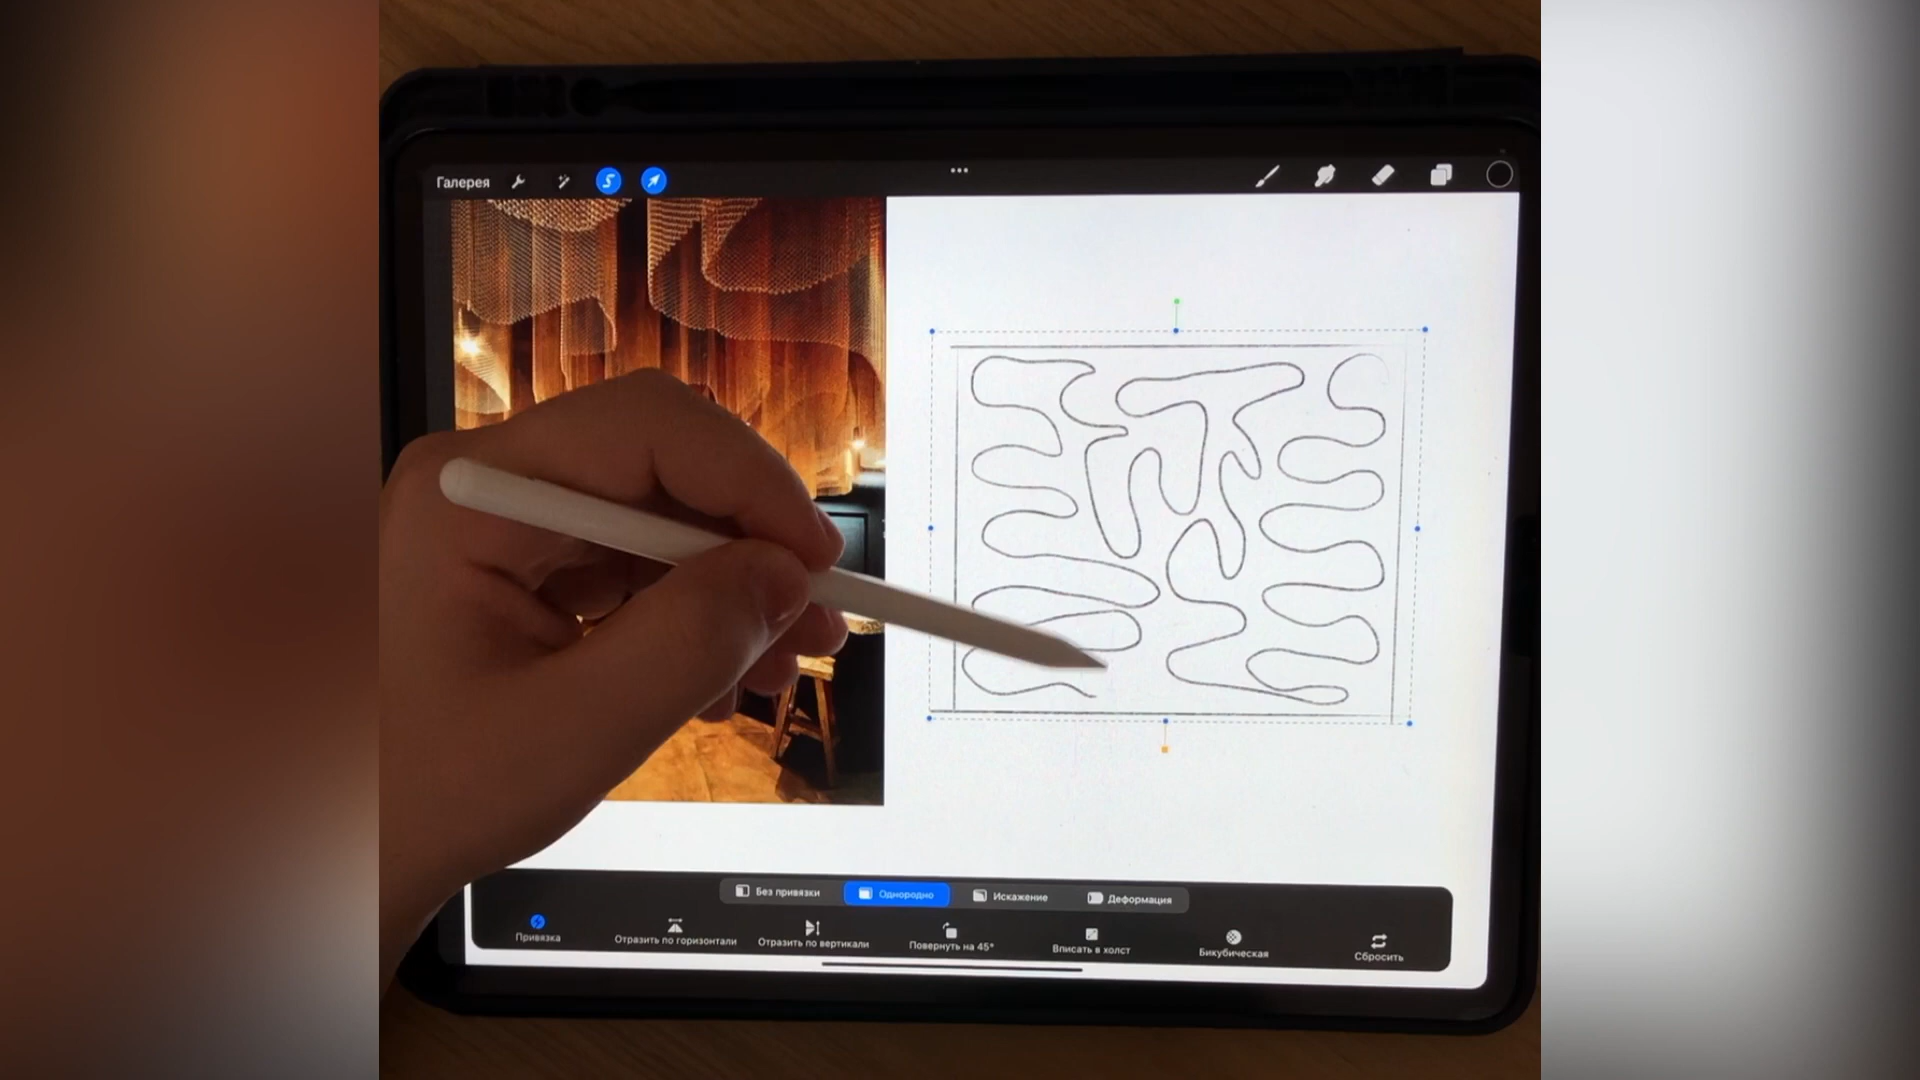 Галерея
Без привязки
Однородно
Искажение
Деформация
Привязка
Отразить по горизонтали
Отразить по вертикали
Повернуть на 45°
Вписать в холст
Бикубическая
Сбросить